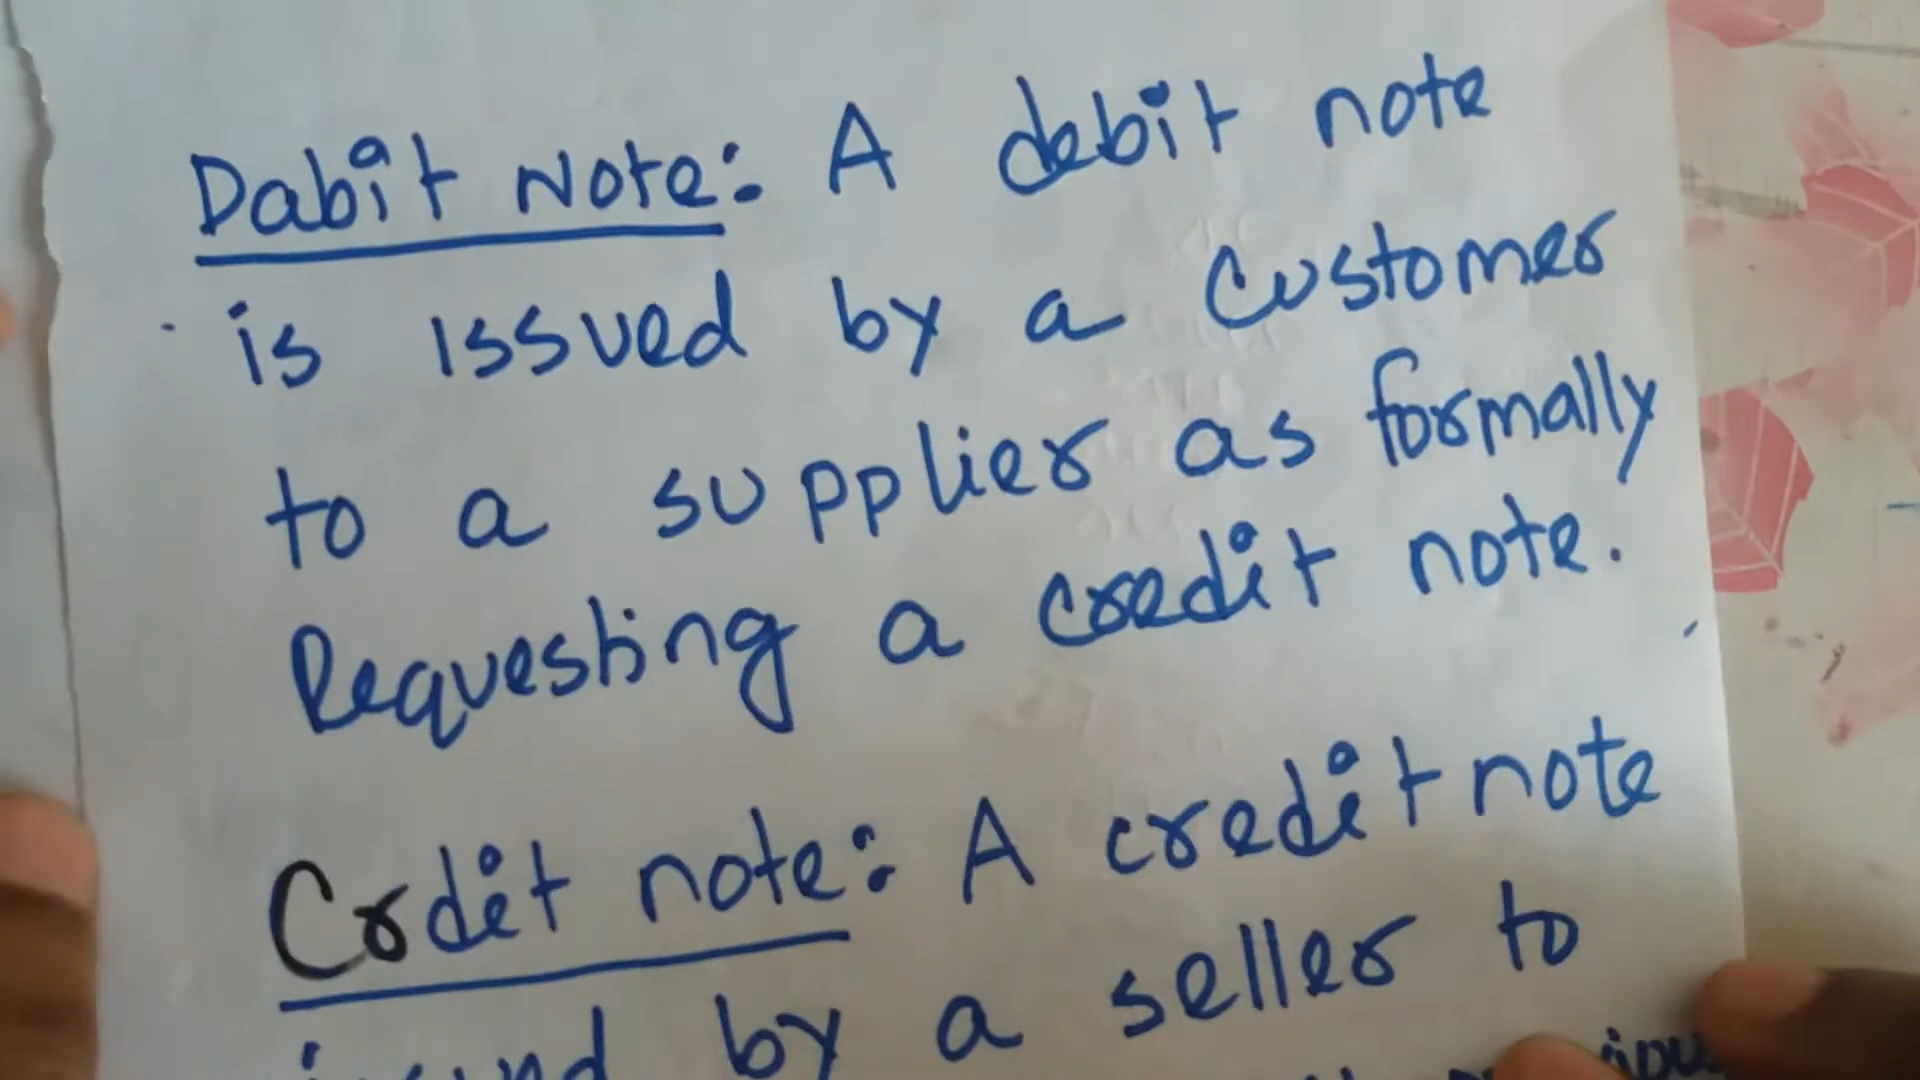 Dabit Note: A debit note
is issued by a customer
to a supplier as formally
Requesting a credit note.
Crdit note: A credit note
by a seller to